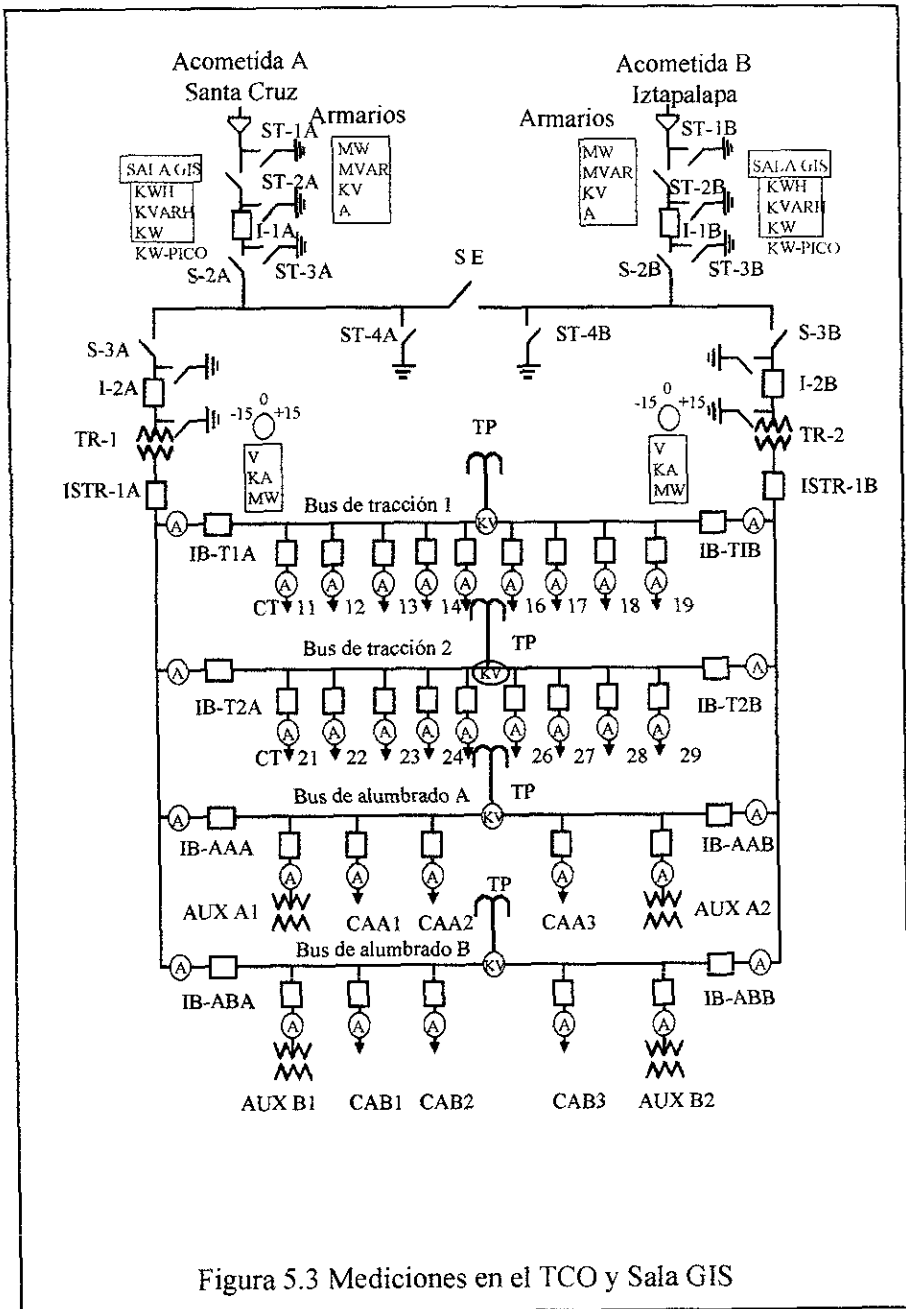 Acometida A
Santa Cruz
Acometida B
Iztapalapa
ST-1A
Armarios
MW
MVAR
KV
A
SALA GIS
KWH
KVARH
KW
KW-PICO
ST-2A
I-1A
ST-3A
S-2A
Armarios
MW
MVAR
KV
A
ST-1B
ST-2B
I-1B
ST-3B
S-2B
SALA GIS
KWH
KVARH
KW
KW-PICO
S E
ST-4A
ST-4B
S-3A
I-2A
TR-1
ISTR-1A
-15 0 +15
V
KA
MW
TP
-15 0 +15
V
KA
MW
S-3B
I-2B
TR-2
ISTR-1B
Bus de tracción 1
A
IB-T1A
KV
IB-TIB
A
A A A A A A A A A
CT 11 12 13 14 16 17 18 19
TP
Bus de tracción 2
A
IB-T2A
KV
IB-T2B
A
A A A A A A A A A
CT 21 22 23 24 26 27 28 29
TP
Bus de alumbrado A
A
IB-AAA
KV
IB-AAB
A
A A A A A
AUX A1 CAA1 CAA2 CAA3 AUX A2
TP
Bus de alumbrado B
A
IB-ABA
KV
IB-ABB
A
A A A A A
AUX B1 CAB1 CAB2 CAB3 AUX B2
Figura 5.3 Mediciones en el TCO y Sala GIS